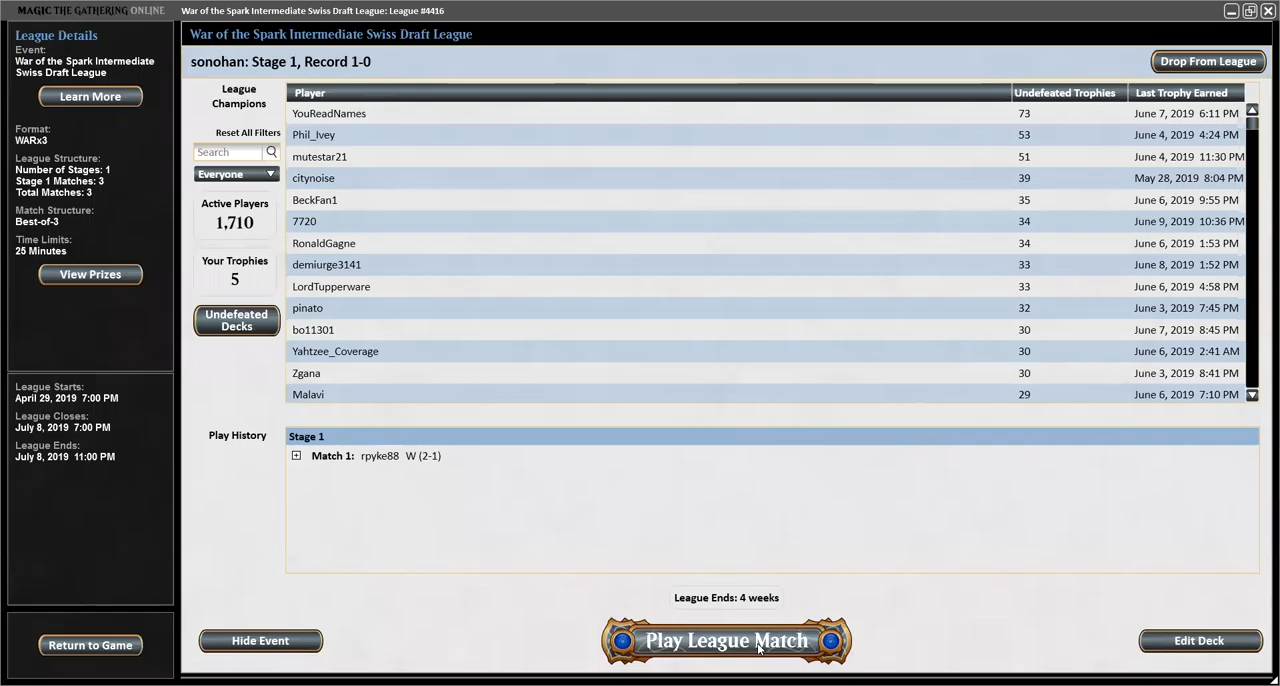 MAGIC THE GATHERING ONLINE
War of the Spark Intermediate Swiss Draft League: League #4416
League Details
Event:
War of the Spark Intermediate
Swiss Draft League
Learn More
Format:
WARx3
League Structure:
Number of Stages: 1
Stage 1 Matches: 3
Total Matches: 3
Match Structure:
Best-of-3
Time Limits:
25 Minutes
View Prizes
League Starts:
April 29, 2019 7:00 PM
League Closes:
July 8, 2019 7:00 PM
League Ends:
July 8, 2019 11:00 PM
Return to Game
War of the Spark Intermediate Swiss Draft League
sonohan: Stage 1, Record 1-0
Drop From League
League
Champions
Reset All Filters
Search
Everyone
Active Players
1,710
Your Trophies
5
Undefeated
Decks
Player Undefeated Trophies Last Trophy Earned
YouReadNames 73 June 7, 2019 6:11 PM
Phil_Ivey 53 June 4, 2019 4:24 PM
mutestar21 51 June 4, 2019 11:30 PM
citynoise 39 May 28, 2019 8:04 PM
BeckFan1 35 June 6, 2019 9:55 PM
7720 34 June 9, 2019 10:36 PM
RonaldGagne 34 June 6, 2019 1:53 PM
demiurge3141 33 June 8, 2019 1:52 PM
LordTupperware 33 June 6, 2019 4:58 PM
pinato 32 June 3, 2019 7:45 PM
bo11301 30 June 7, 2019 8:45 PM
Yahtzee_Coverage 30 June 6, 2019 2:41 AM
Zgana 30 June 3, 2019 8:41 PM
Malavi 29 June 6, 2019 7:10 PM
Play History
Stage 1
Match 1: rpyke88 W (2-1)
League Ends: 4 weeks
Hide Event
Play League Match
Edit Deck